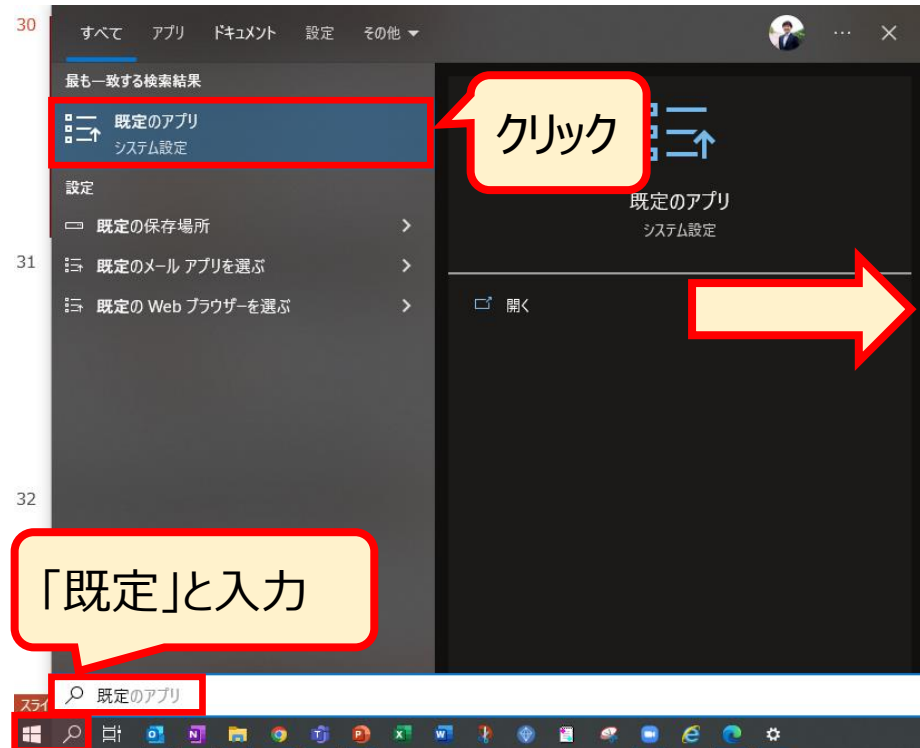 30
すべて アプリ ドキュメント 設定 その他
最も一致する検索結果
既定のアプリ
システム設定
クリック
既定のアプリ
システム設定
設定
既定の保存場所
31
既定のメール アプリを選ぶ
既定の Web ブラウザーを選ぶ
開く
32
「既定」と入力
スライ
既定のアプリ